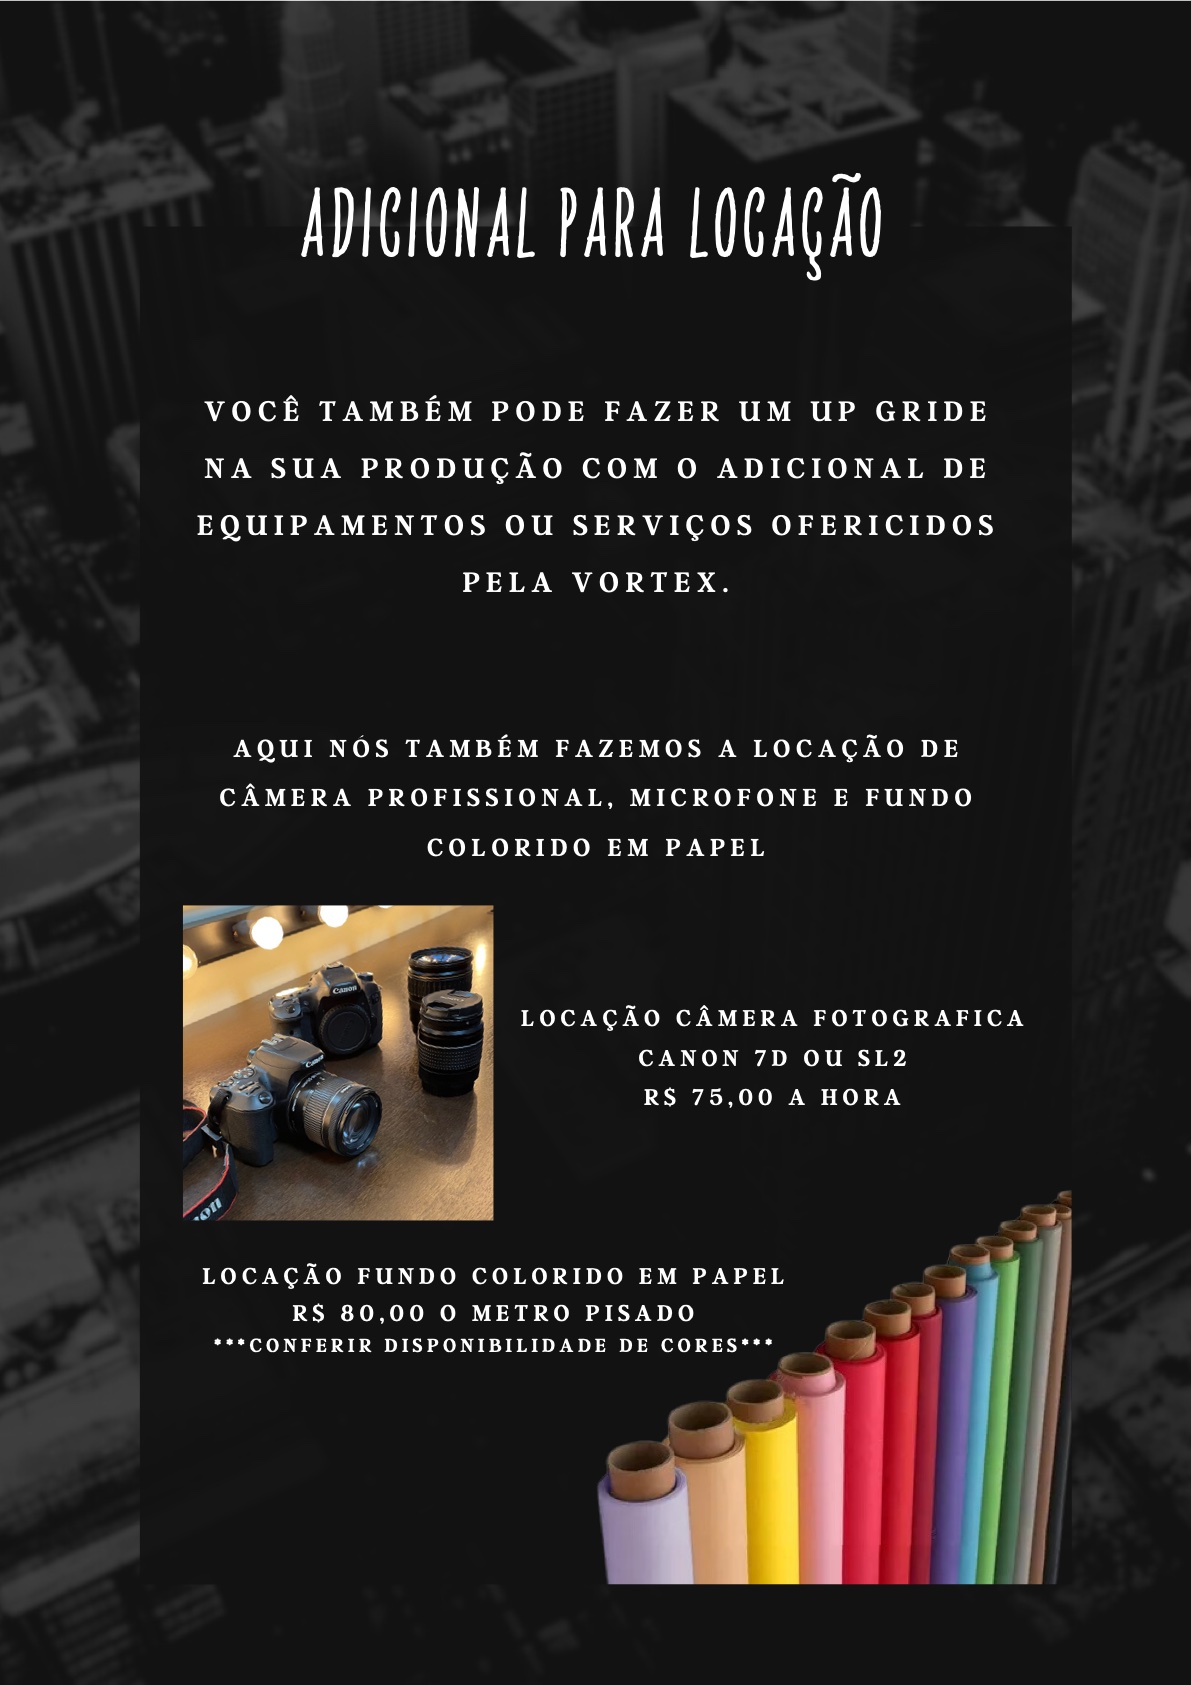 ADICIONAL PARA LOCAÇÃO
VOCÊ TAMBÉM PODE FAZER UM UP GRIDE
NA SUA PRODUÇÃO COM O ADICIONAL DE
EQUIPAMENTOS OU SERVIÇOS OFERICIDOS
PELA VORTEX.
AQUI NÓS TAMBÉM FAZEMOS A LOCAÇÃO DE
CÂMERA PROFISSIONAL, MICROFONE E FUNDO
COLORIDO EM PAPEL
Canon
Canon
LOCAÇÃO CÂMERA FOTOGRAFICA
CANON 7D OU SL2
R$ 75,00 A HORA
non
LOCAÇÃO FUNDO COLORIDO EM PAPEL
R$ 80,00 O METRO PISADO
***CONFERIR DISPONIBILIDADE DE CORES***